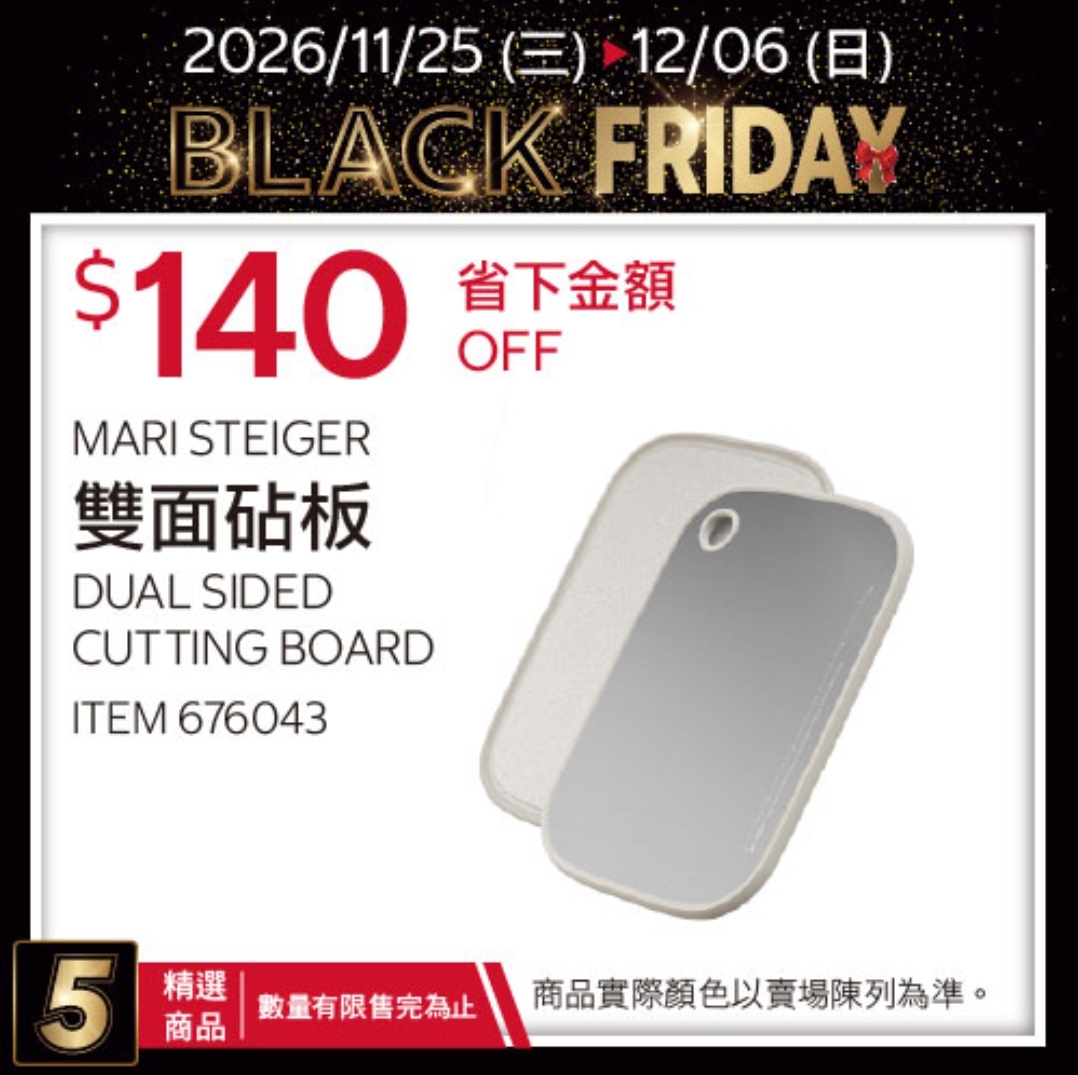 2026/11/25 (三) ▶ 12/06 (日)
BLACK FRIDAY
$140
省下金額
OFF
MARI STEIGER
雙面砧板
DUAL SIDED
CUTTING BOARD
ITEM 676043
5
精選
商品
數量有限售完為止
商品實際顏色以賣場陳列為準。